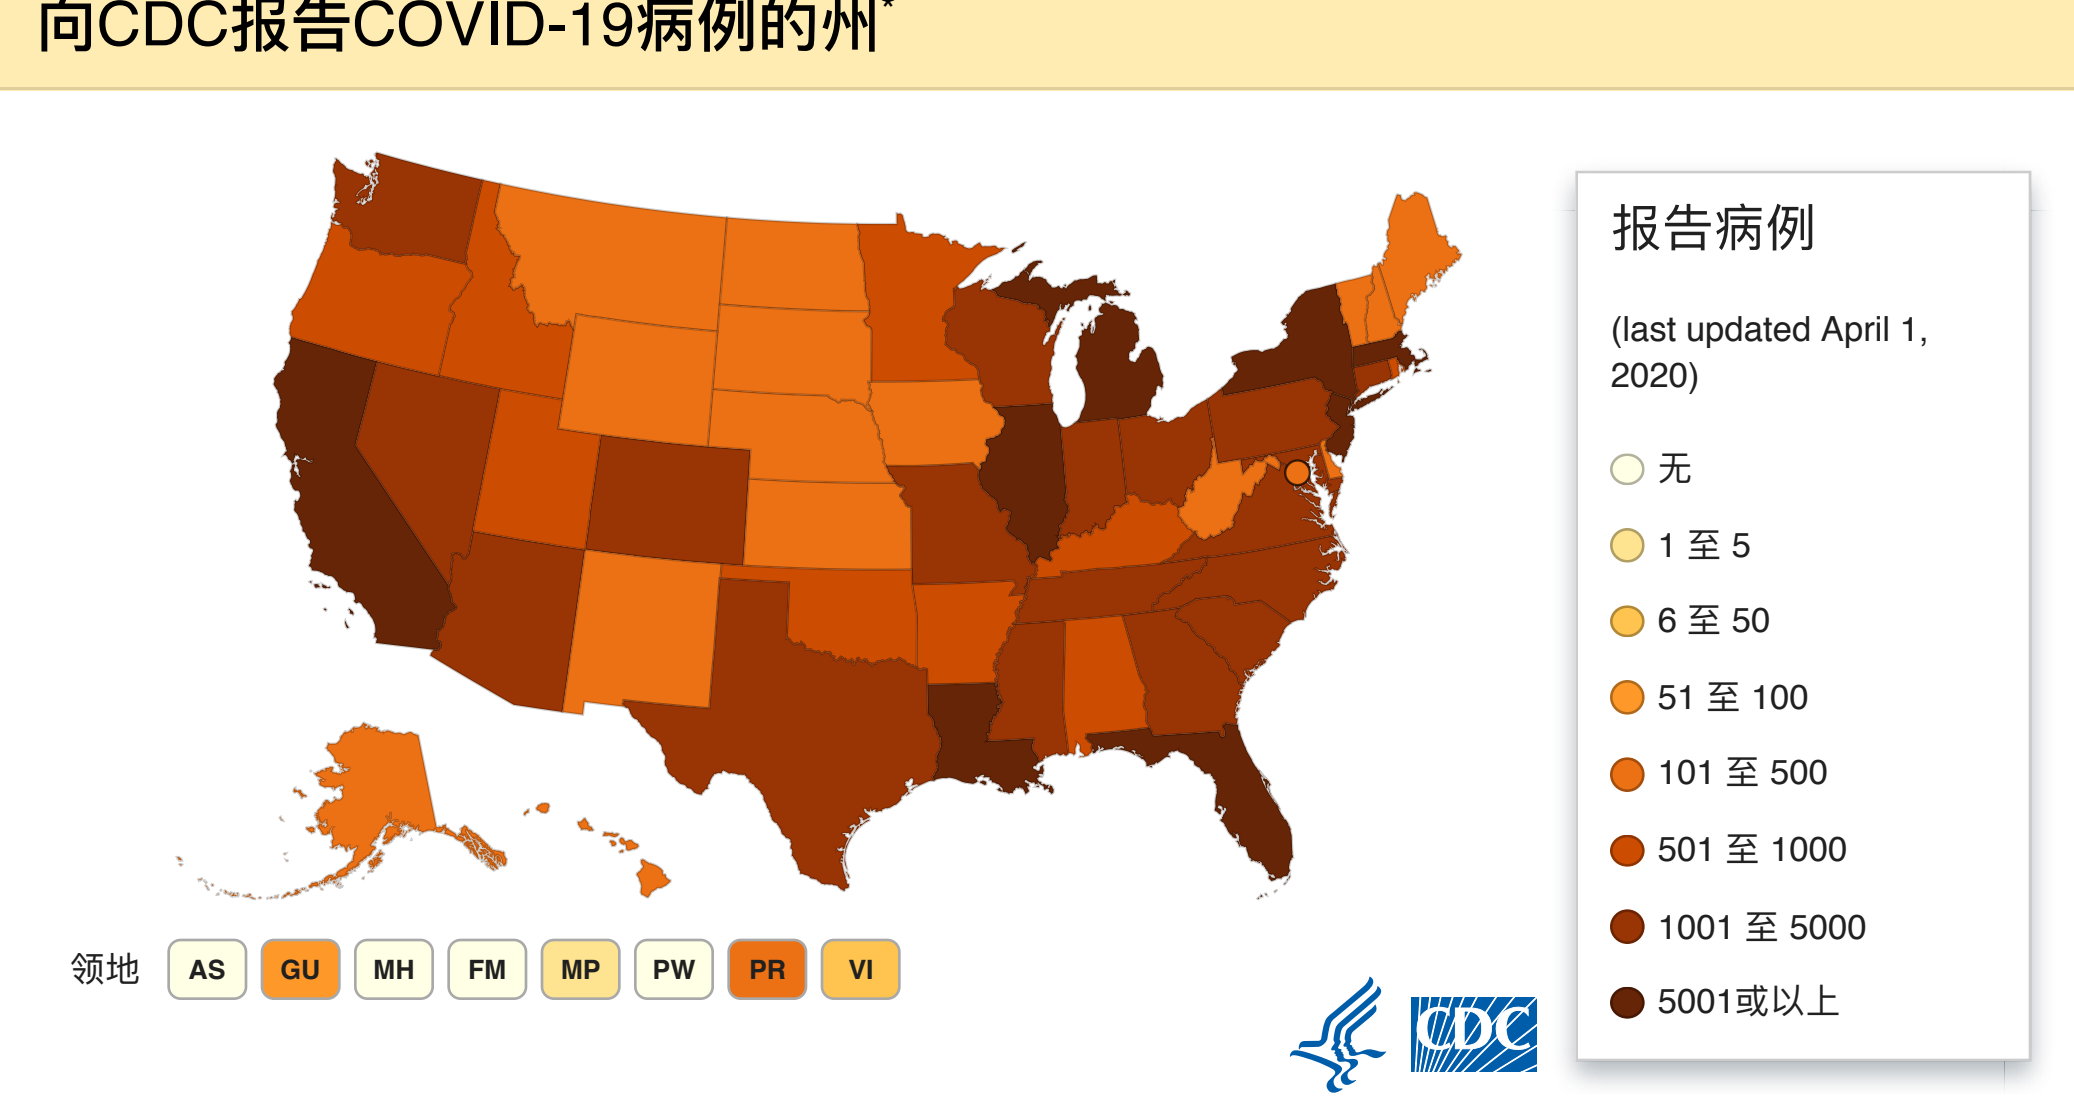 向CDC报告COVID-19病例的州*
报告病例
(last updated April 1,
2020)
无
1 至 5
6 至 50
51 至 100
101 至 500
501 至 1000
1001 至 5000
5001或以上
领地 AS GU MH FM MP PW PR VI
CDC